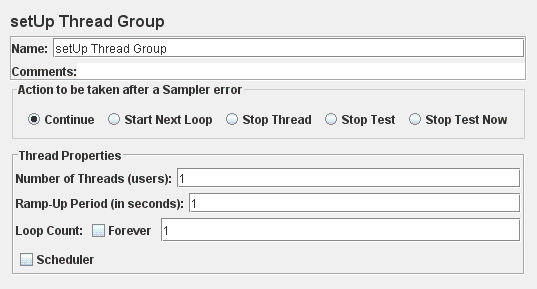 setUp Thread Group
Name: setUp Thread Group
Comments:
Action to be taken after a Sampler error
Continue Start Next Loop Stop Thread Stop Test Stop Test Now
Thread Properties
Number of Threads (users): 1
Ramp-Up Period (in seconds): 1
Loop Count: Forever 1
Scheduler